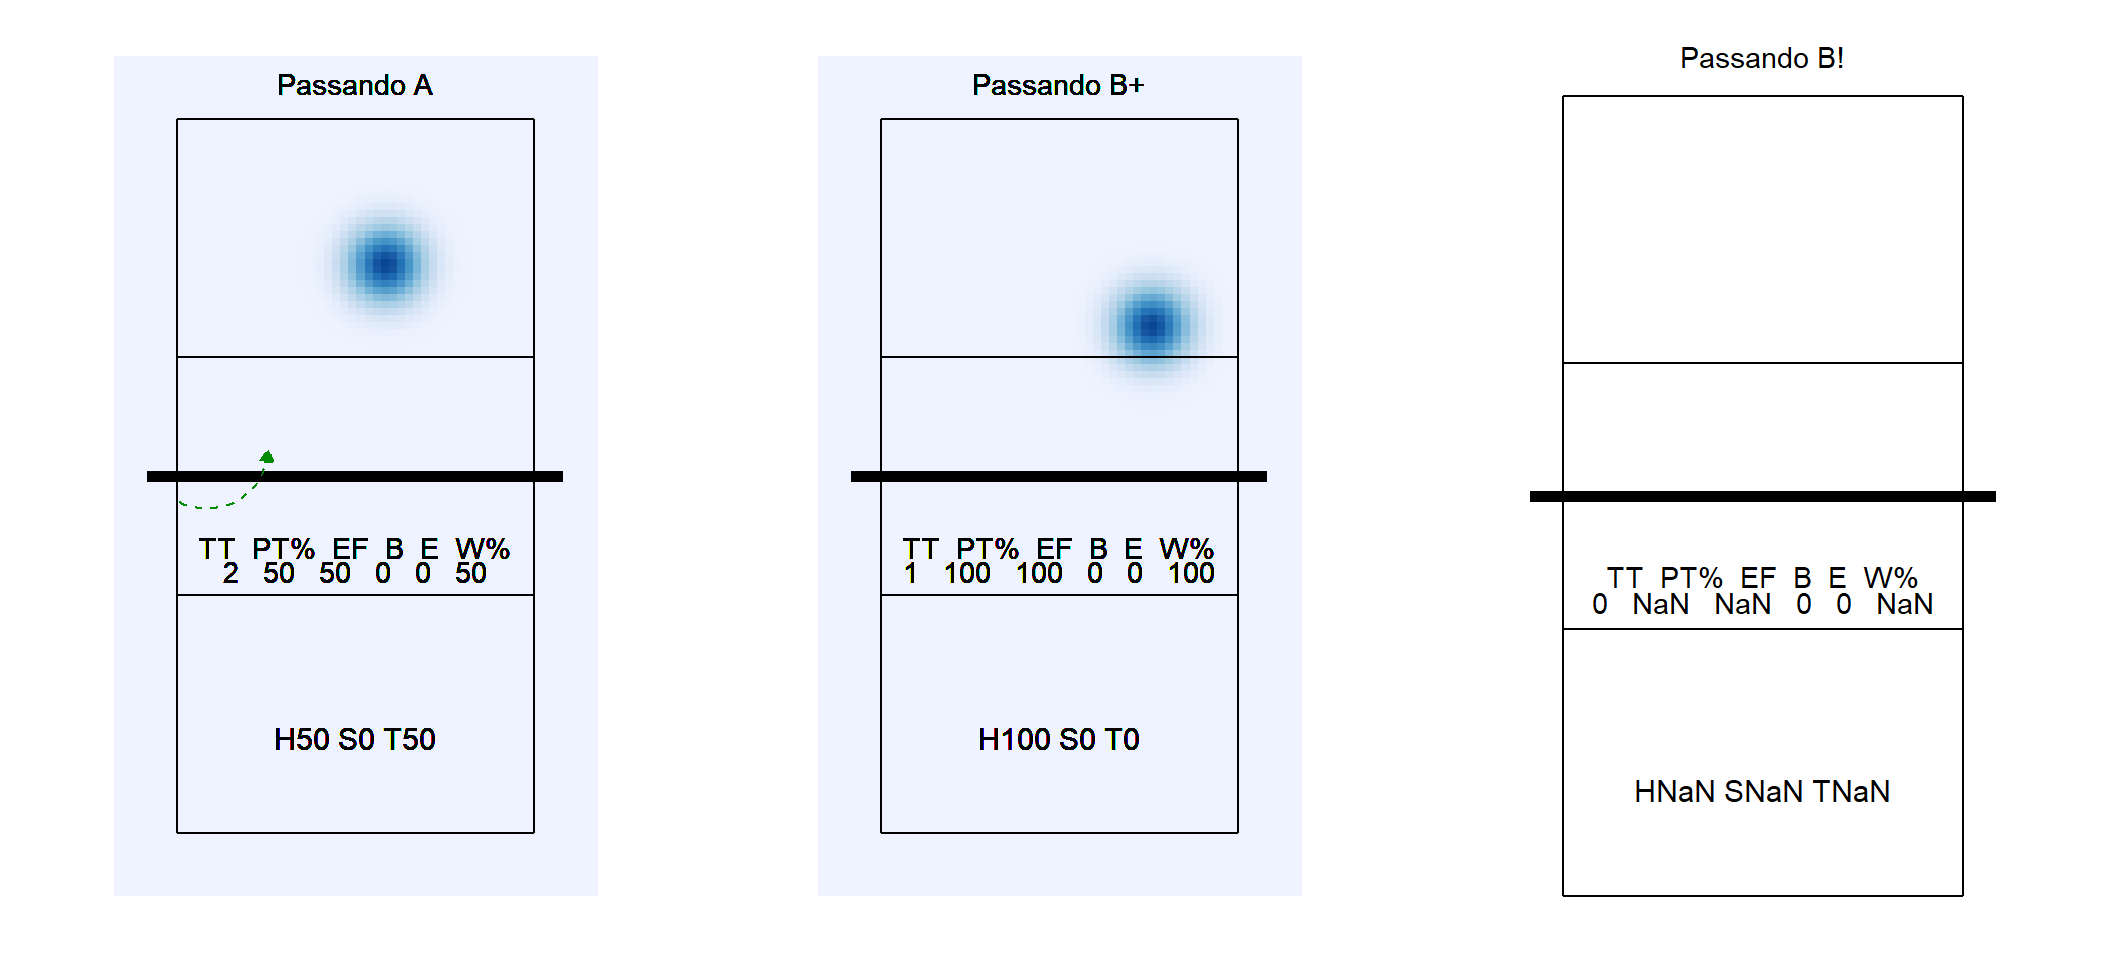 Passando A
TT PT% EF B E W%
2 50 50 0 0 50
H50 S0 T50
Passando B+
TT PT% EF B E W%
1 100 100 0 0 100
H100 S0 T0
Passando B!
TT PT% EF B E W%
0 NaN NaN 0 0 NaN
HNaN SNaN TNaN